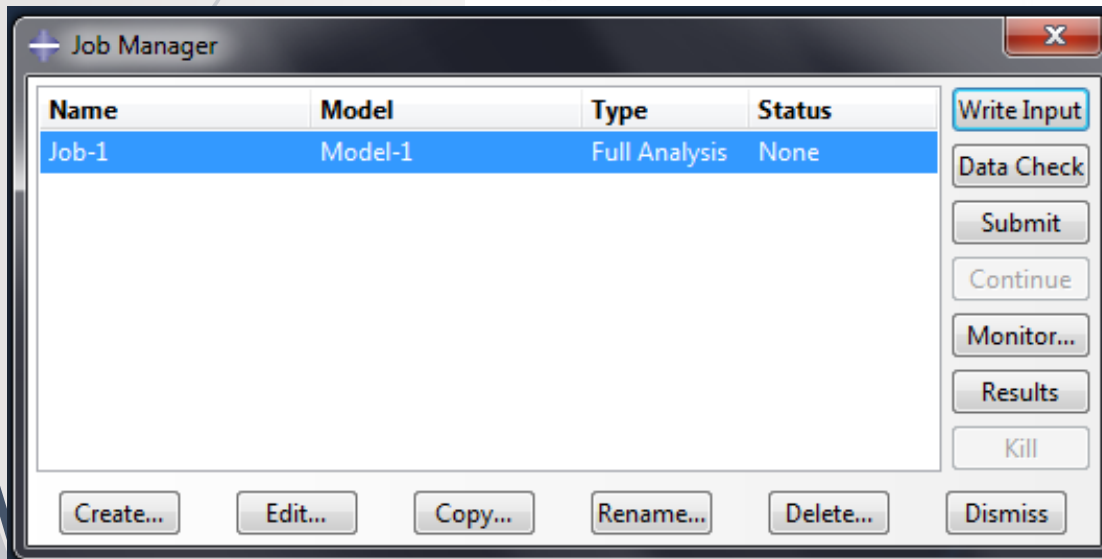 Job Manager
Name Model Type Status
Job-1 Model-1 Full Analysis None
Write Input
Data Check
Submit
Continue
Monitor...
Results
Kill
Create... Edit... Copy... Rename... Delete... Dismiss